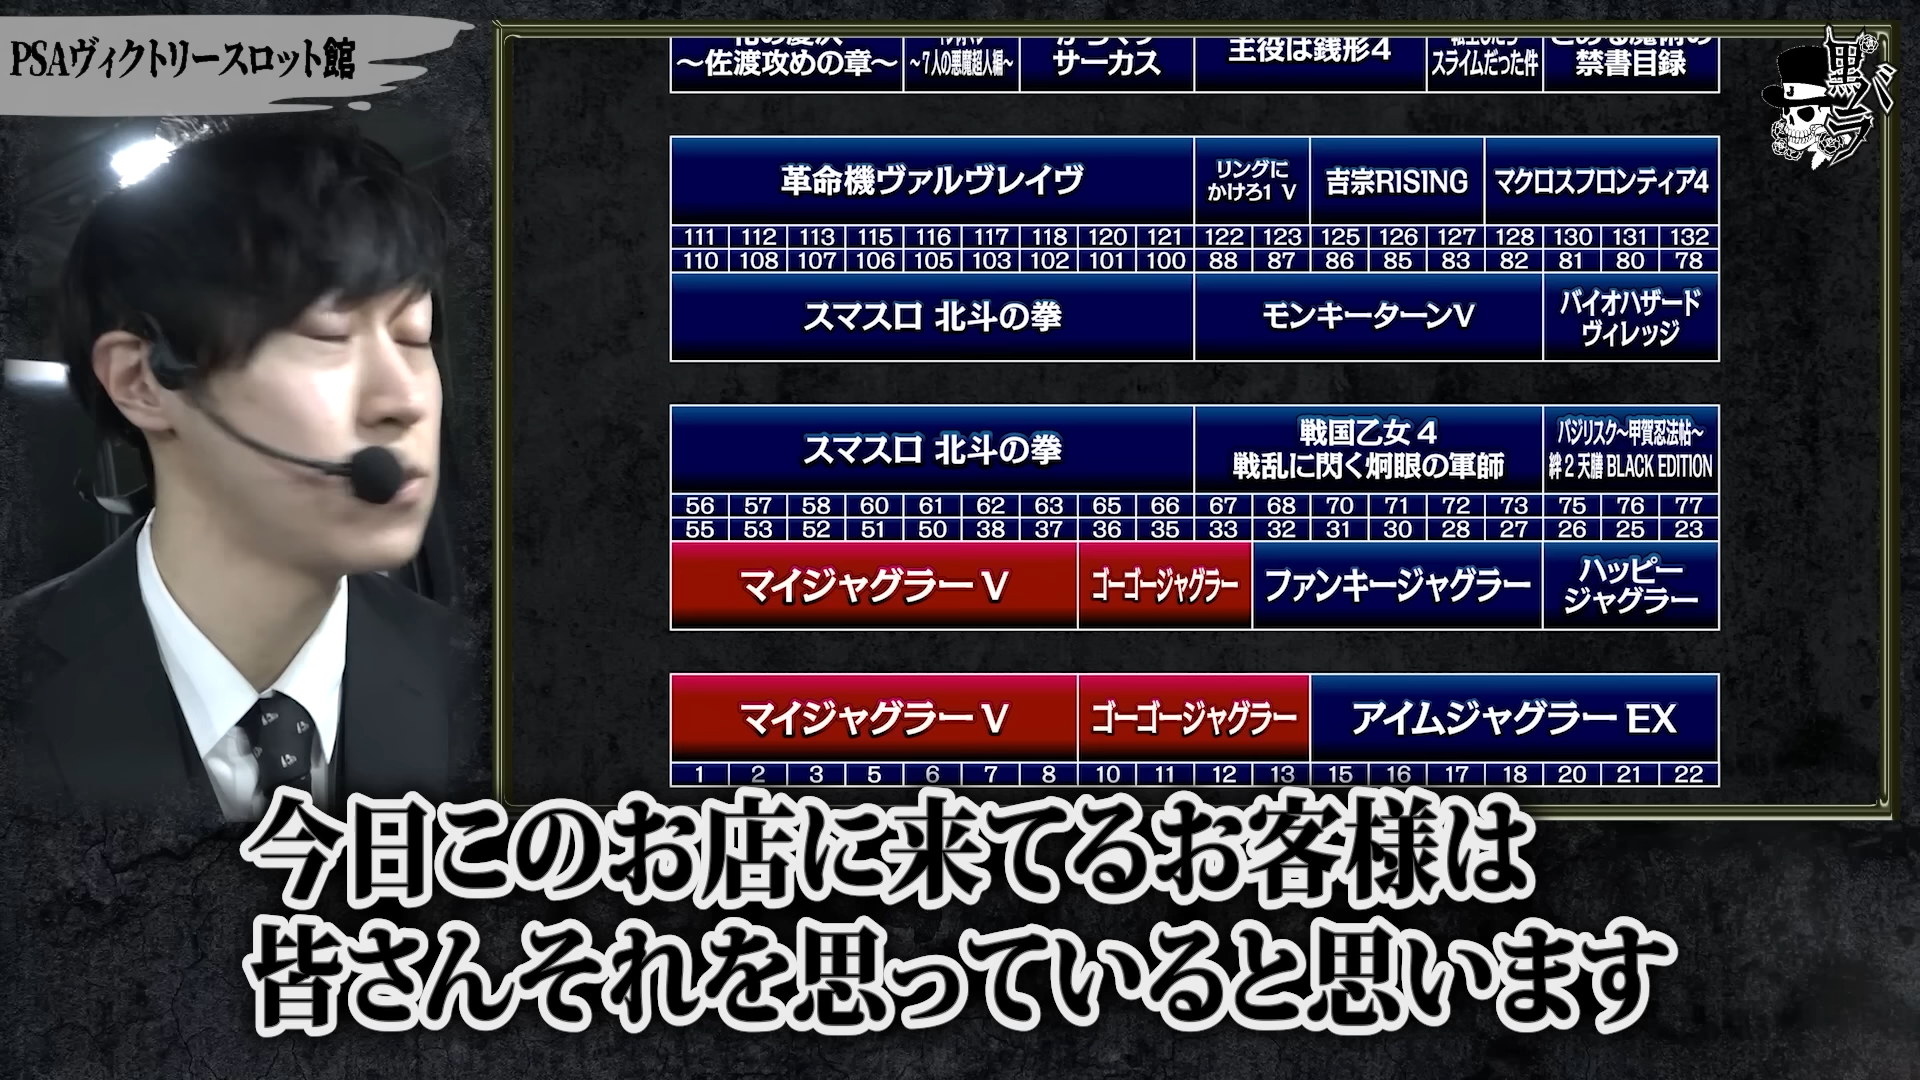 PSAヴィクトリースロット館
黒バラ
～佐渡攻めの章～
～7人の悪魔超人編～
サーカス
主役は銭形4
スライムだった件
禁書目録
革命機ヴァルヴレイヴ
リングに
かけろ1 V
吉宗RISING
マクロスフロンティア4
111 112 113 115 116 117 118 120 121 122 123 125 126 127 128 130 131 132
110 108 107 106 105 103 102 101 100 88 87 86 85 83 82 81 80 78
スマスロ 北斗の拳
モンキーターンV
バイオハザード
ヴィレッジ
スマスロ 北斗の拳
戦国乙女4
戦乱に閃く炯眼の軍師
バジリスク～甲賀忍法帖～
絆2 天膳 BLACK EDITION
56 57 58 60 61 62 63 65 66 67 68 70 71 72 73 75 76 77
55 53 52 51 50 38 37 36 35 33 32 31 30 28 27 26 25 23
マイジャグラーV
ゴーゴージャグラー
ファンキージャグラー
ハッピー
ジャグラー
マイジャグラーV
ゴーゴージャグラー
アイムジャグラーEX
1 2 3 5 6 7 8 10 11 12 13 15 16 17 18 20 21 22
今日このお店に来てるお客様は
皆さんそれを思っていると思います